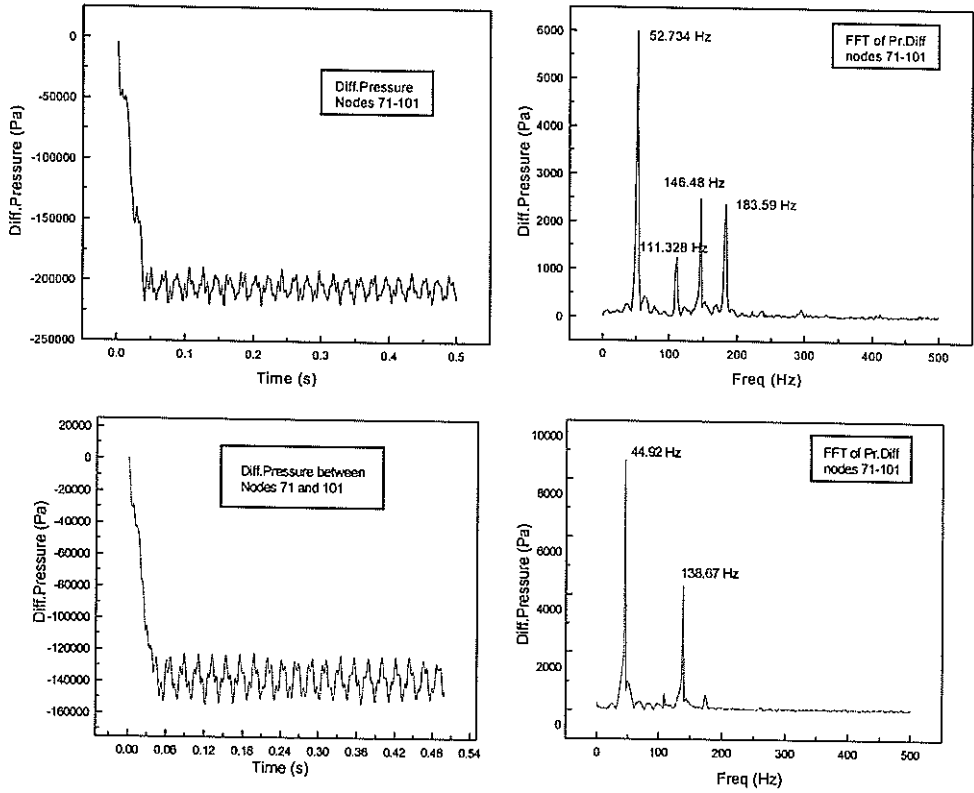 0
-50000
-100000
-150000
-200000
-250000
Diff.Pressure (Pa)
Diff.Pressure
Nodes 71-101
0.0 0.1 0.2 0.3 0.4 0.5
Time (s)
6000
5000
4000
3000
2000
1000
0
Diff.Pressure (Pa)
52.734 Hz
FFT of Pr.Diff
nodes 71-101
146.48 Hz
183.59 Hz
111.328 Hz
0 100 200 300 400 500
Freq (Hz)
20000
0
-20000
-40000
-60000
-80000
-100000
-120000
-140000
-160000
Diff.Pressure (Pa)
Diff.Pressure between
Nodes 71 and 101
0.00 0.06 0.12 0.18 0.24 0.30 0.36 0.42 0.48 0.54
Time (s)
10000
8000
6000
4000
2000
0
Diff.Pressure (Pa)
44.92 Hz
FFT of Pr.Diff
nodes 71-101
138.67 Hz
0 100 200 300 400 500
Freq (Hz)